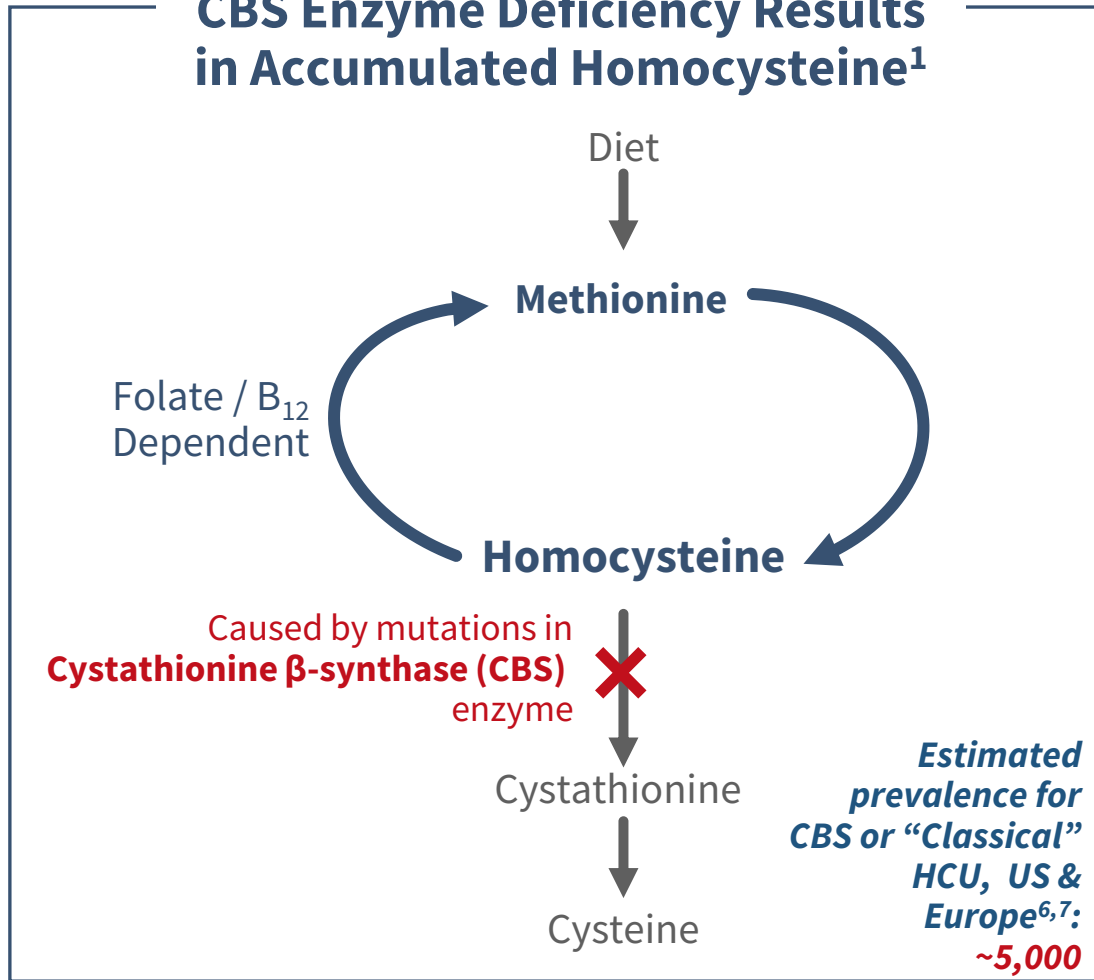 CBS Enzyme Deficiency Results
in Accumulated Homocysteine¹
Diet
Methionine
Folate / B₁₂
Dependent
Homocysteine
Caused by mutations in
Cystathionine β-synthase (CBS)
enzyme
Cystathionine
Cysteine
Estimated
prevalence for
CBS or “Classical”
HCU, US &
Europe⁶,⁷:
~5,000